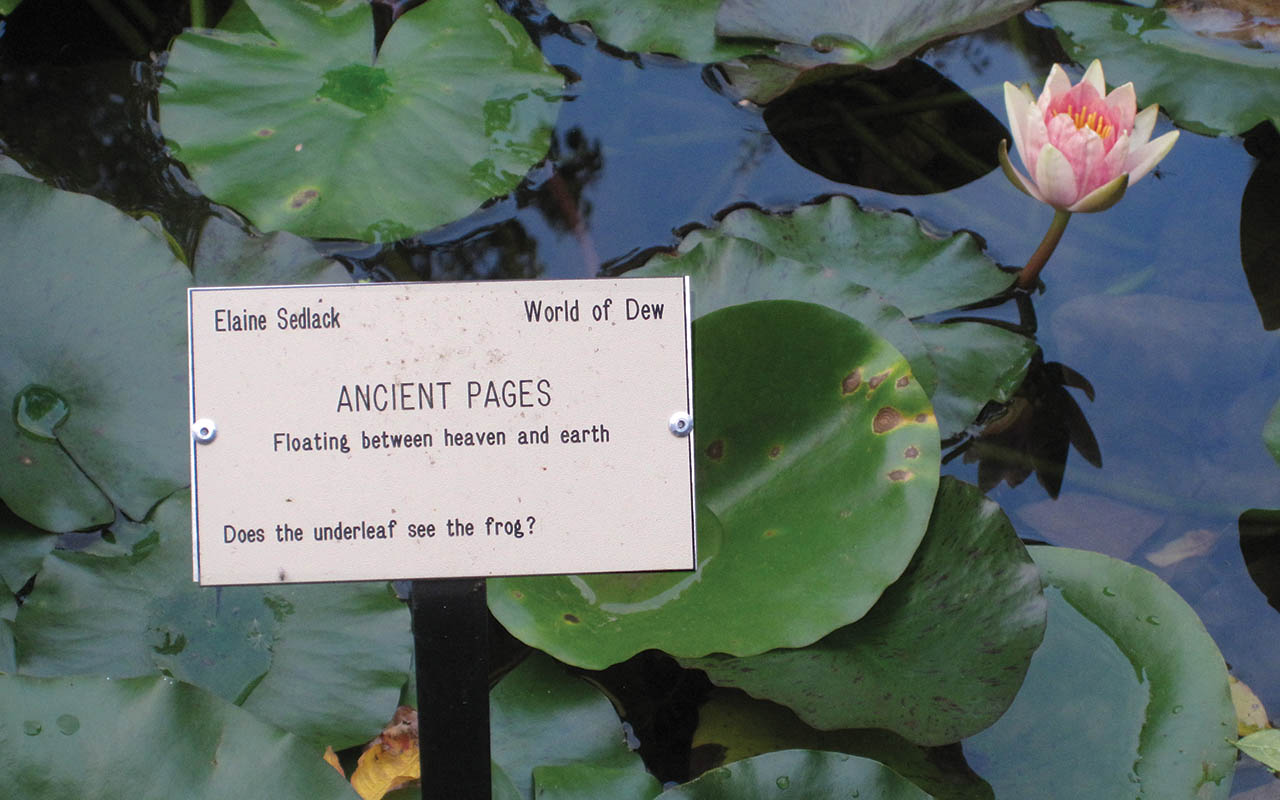 Elaine Sedlack World of Dew
ANCIENT PAGES
Floating between heaven and earth
Does the underleaf see the frog?